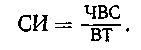 СИ = ЧВС / ВТ.